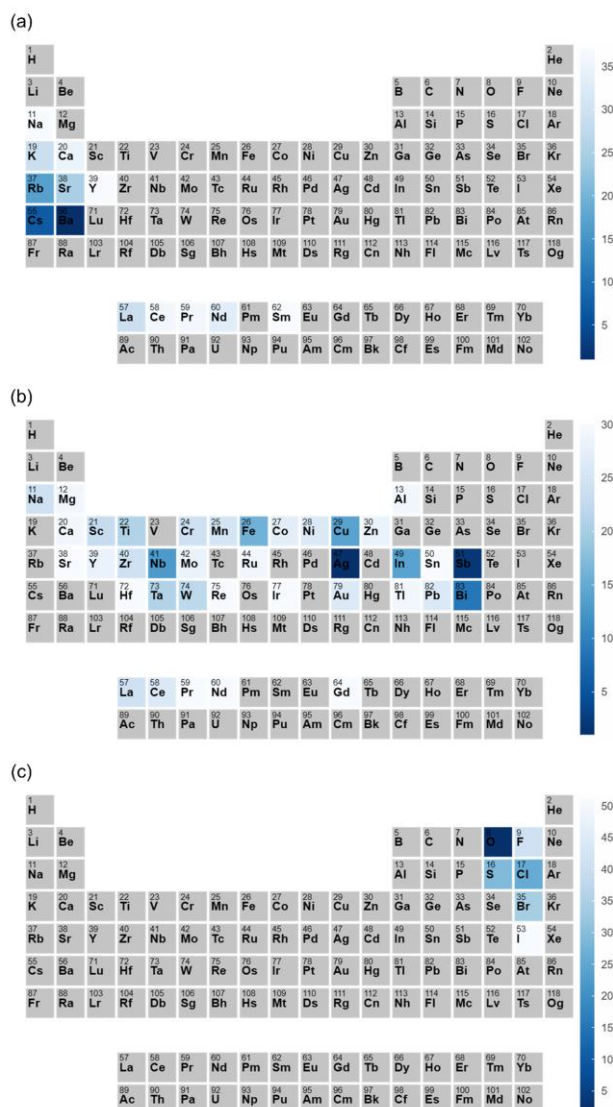 (a)
1 2
H He
3 4 5 6 7 8 9 10
Li Be B C N O F Ne
11 12 13 14 15 16 17 18
Na Mg Al Si P S Cl Ar
19 20 21 22 23 24 25 26 27 28 29 30 31 32 33 34 35 36
K Ca Sc Ti V Cr Mn Fe Co Ni Cu Zn Ga Ge As Se Br Kr
37 38 39 40 41 42 43 44 45 46 47 48 49 50 51 52 53 54
Rb Sr Y Zr Nb Mo Tc Ru Rh Pd Ag Cd In Sn Sb Te I Xe
55 56 71 72 73 74 75 76 77 78 79 80 81 82 83 84 85 86
Cs Ba Lu Hf Ta W Re Os Ir Pt Au Hg Tl Pb Bi Po At Rn
87 88 103 104 105 106 107 108 109 110 111 112 113 114 115 116 117 118
Fr Ra Lr Rf Db Sg Bh Hs Mt Ds Rg Cn Nh Fl Mc Lv Ts Og
57 58 59 60 61 62 63 64 65 66 67 68 69 70
La Ce Pr Nd Pm Sm Eu Gd Tb Dy Ho Er Tm Yb
89 90 91 92 93 94 95 96 97 98 99 100 101 102
Ac Th Pa U Np Pu Am Cm Bk Cf Es Fm Md No
35
30
25
20
15
10
5
(b)
1 2
H He
3 4 5 6 7 8 9 10
Li Be B C N O F Ne
11 12 13 14 15 16 17 18
Na Mg Al Si P S Cl Ar
19 20 21 22 23 24 25 26 27 28 29 30 31 32 33 34 35 36
K Ca Sc Ti V Cr Mn Fe Co Ni Cu Zn Ga Ge As Se Br Kr
37 38 39 40 41 42 43 44 45 46 47 48 49 50 51 52 53 54
Rb Sr Y Zr Nb Mo Tc Ru Rh Pd Ag Cd In Sn Sb Te I Xe
55 56 71 72 73 74 75 76 77 78 79 80 81 82 83 84 85 86
Cs Ba Lu Hf Ta W Re Os Ir Pt Au Hg Tl Pb Bi Po At Rn
87 88 103 104 105 106 107 108 109 110 111 112 113 114 115 116 117 118
Fr Ra Lr Rf Db Sg Bh Hs Mt Ds Rg Cn Nh Fl Mc Lv Ts Og
57 58 59 60 61 62 63 64 65 66 67 68 69 70
La Ce Pr Nd Pm Sm Eu Gd Tb Dy Ho Er Tm Yb
89 90 91 92 93 94 95 96 97 98 99 100 101 102
Ac Th Pa U Np Pu Am Cm Bk Cf Es Fm Md No
30
25
20
15
10
5
(c)
1 2
H He
3 4 5 6 7 8 9 10
Li Be B C N O F Ne
11 12 13 14 15 16 17 18
Na Mg Al Si P S Cl Ar
19 20 21 22 23 24 25 26 27 28 29 30 31 32 33 34 35 36
K Ca Sc Ti V Cr Mn Fe Co Ni Cu Zn Ga Ge As Se Br Kr
37 38 39 40 41 42 43 44 45 46 47 48 49 50 51 52 53 54
Rb Sr Y Zr Nb Mo Tc Ru Rh Pd Ag Cd In Sn Sb Te I Xe
55 56 71 72 73 74 75 76 77 78 79 80 81 82 83 84 85 86
Cs Ba Lu Hf Ta W Re Os Ir Pt Au Hg Tl Pb Bi Po At Rn
87 88 103 104 105 106 107 108 109 110 111 112 113 114 115 116 117 118
Fr Ra Lr Rf Db Sg Bh Hs Mt Ds Rg Cn Nh Fl Mc Lv Ts Og
57 58 59 60 61 62 63 64 65 66 67 68 69 70
La Ce Pr Nd Pm Sm Eu Gd Tb Dy Ho Er Tm Yb
89 90 91 92 93 94 95 96 97 98 99 100 101 102
Ac Th Pa U Np Pu Am Cm Bk Cf Es Fm Md No
50
45
40
35
30
25
20
15
10
5